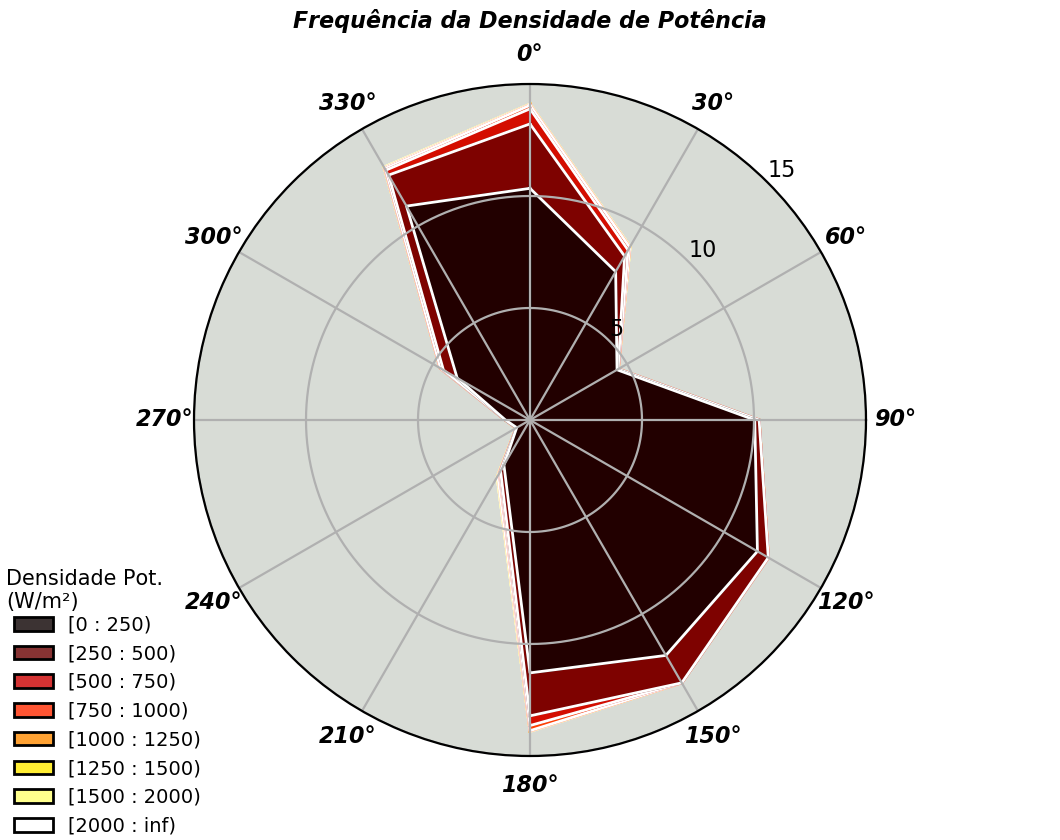 Frequência da Densidade de Potência
0°
330°
30°
15
300°
60°
10
5
270°
90°
Densidade Pot.
(W/m²)
240°
120°
[0 : 250)
[250 : 500)
[500 : 750)
[750 : 1000)
210°
150°
[1000 : 1250)
[1250 : 1500)
180°
[1500 : 2000)
[2000 : inf)